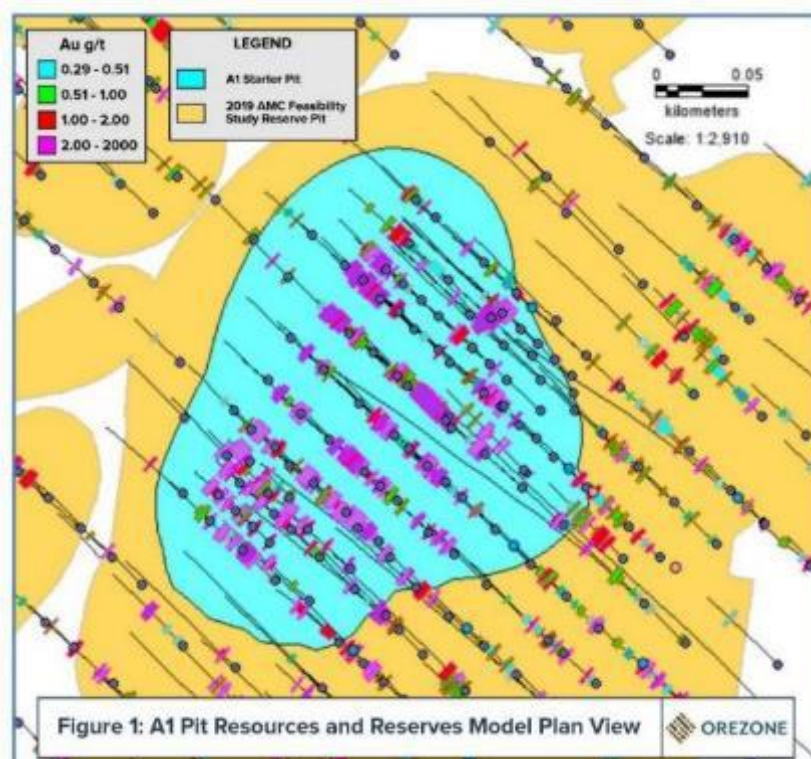 Au g/t
0.29 - 0.51
0.51 - 1.00
1.00 - 2.00
2.00 - 2000
LEGEND
A1 Starter Pit
2019 AMC Feasibility
Study Reserve Pit
0 0.05
kilometers
Scale: 1:2,910
Figure 1: A1 Pit Resources and Reserves Model Plan View
OREZONE